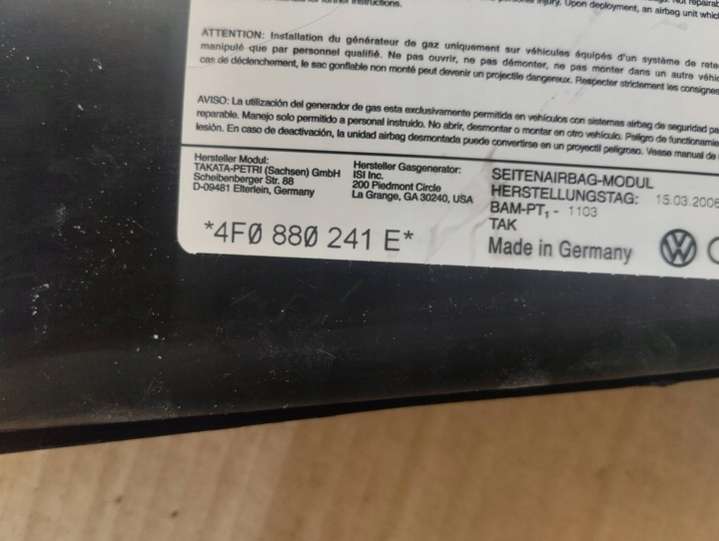 instructions.
injury. Upon deployment, an airbag unit
ATTENTION: Installation du générateur de gaz uniquement sur véhicules équipés d'un système de
manipulé que par personnel qualifié. Ne pas ouvrir, ne pas démonter, ne pas monter dans un autre
cas de déclenchement, le sac gonflable non monté peut devenir un projectile dangereux. Respecter strictement les consignes
AVISO: La utilización del generador de gas esta exclusivamente permitida en vehículos con sistemas airbag de seguridad
reparable. Manejo solo permitido a personal instruido. No abrir, desmontar o montar en otro vehículo. Peligro de
lesión. En caso de deactivación, la unidad airbag desmontada puede convertirse en un proyectil peligroso. Vease manual de
Hersteller Modul:
TAKATA-PETRI (Sachsen) GmbH
Scheibenberger Str. 88
D-09481 Elterlein, Germany
Hersteller Gasgenerator:
ISI Inc.
200 Piedmont Circle
La Grange, GA 30240, USA
SEITENAIRBAG-MODUL
HERSTELLUNGSTAG: 15.03.2006
BAM-PT₁ - 1103
TAK
Made in Germany
*4F0 880 241 E*